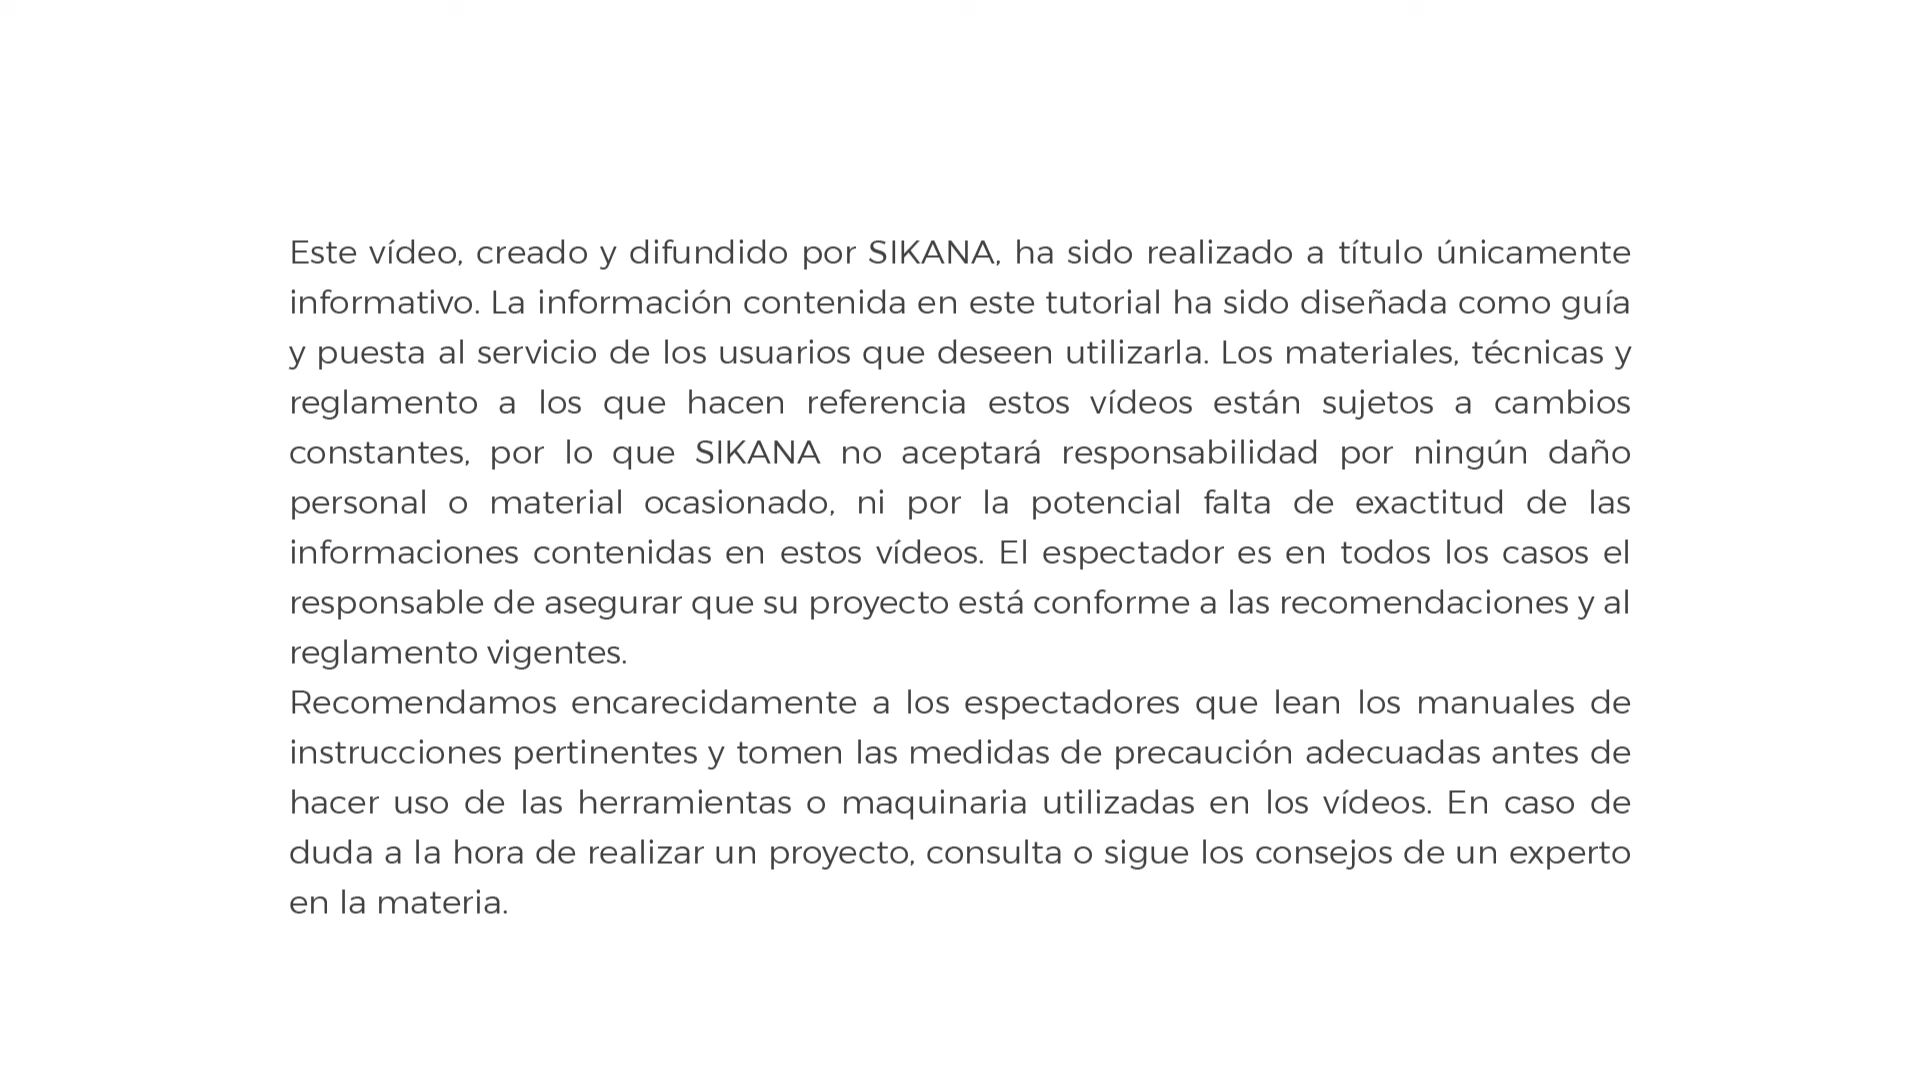 Este vídeo, creado y difundido por SIKANA, ha sido realizado a título únicamente
informativo. La información contenida en este tutorial ha sido diseñada como guía
y puesta al servicio de los usuarios que deseen utilizarla. Los materiales, técnicas y
reglamento a los que hacen referencia estos vídeos están sujetos a cambios
constantes, por lo que SIKANA no aceptará responsabilidad por ningún daño
personal o material ocasionado, ni por la potencial falta de exactitud de las
informaciones contenidas en estos vídeos. El espectador es en todos los casos el
responsable de asegurar que su proyecto está conforme a las recomendaciones y al
reglamento vigentes.
Recomendamos encarecidamente a los espectadores que lean los manuales de
instrucciones pertinentes y tomen las medidas de precaución adecuadas antes de
hacer uso de las herramientas o maquinaria utilizadas en los vídeos. En caso de
duda a la hora de realizar un proyecto, consulta o sigue los consejos de un experto
en la materia.